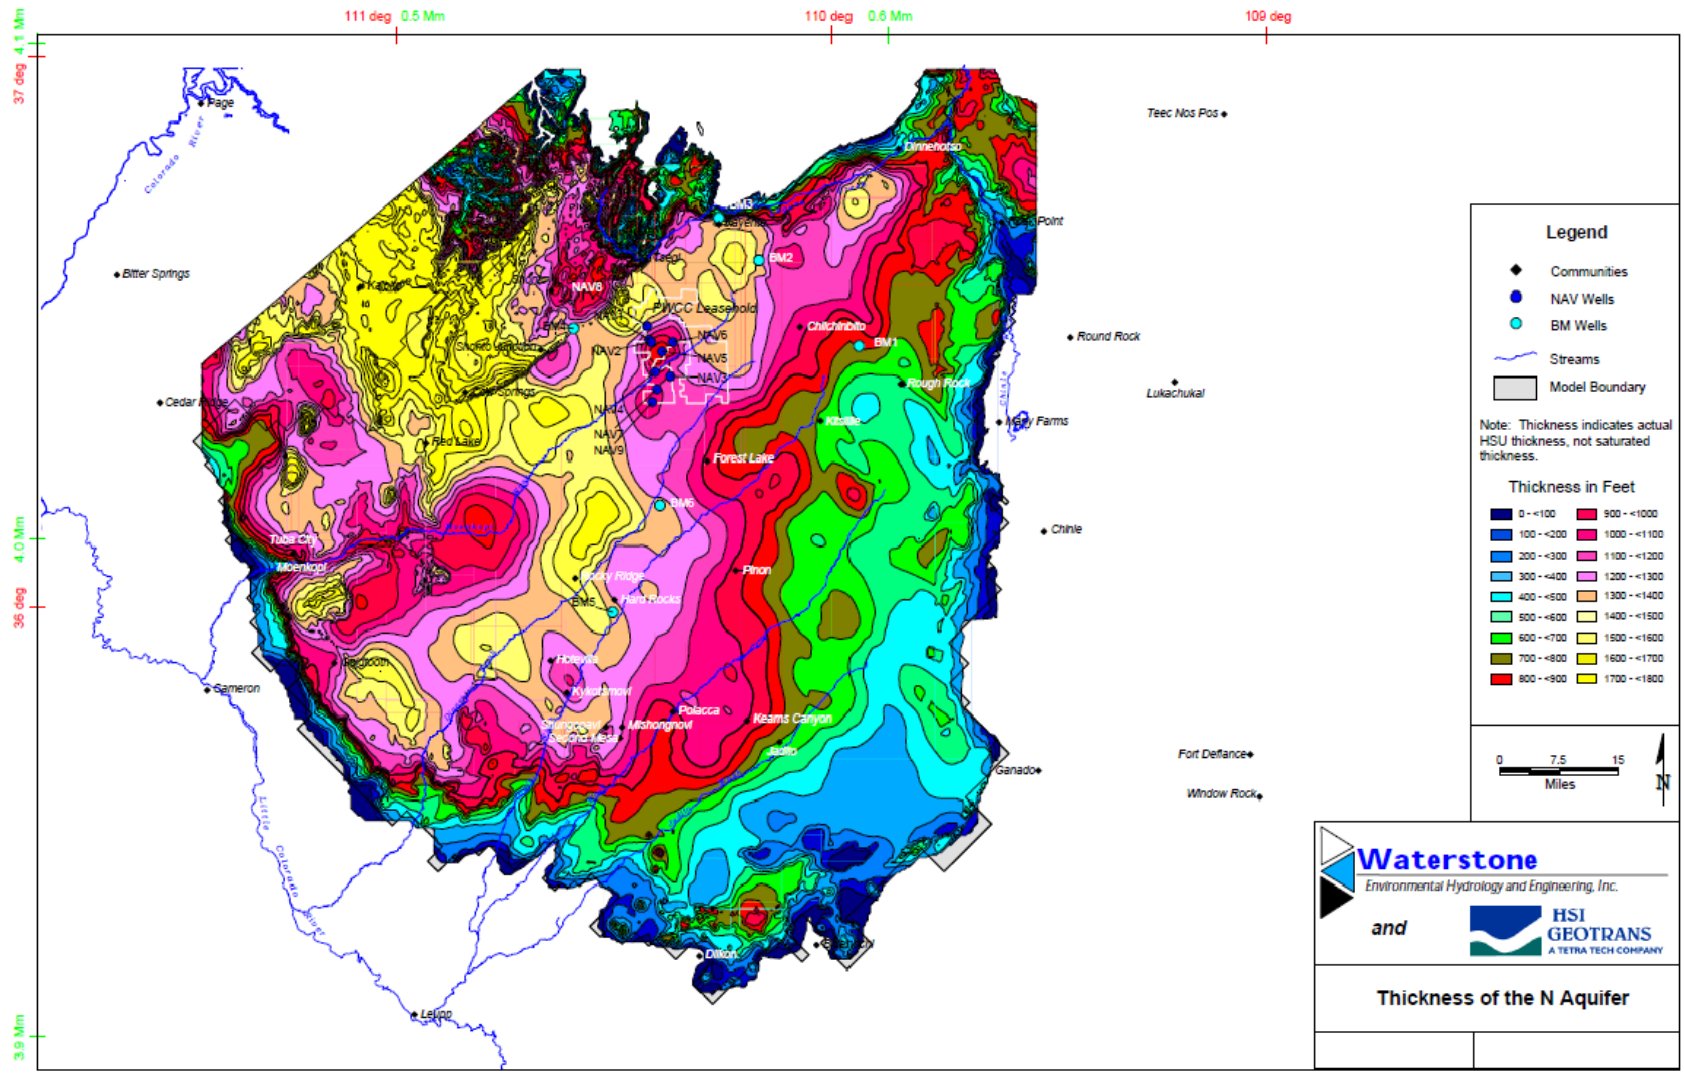 111 deg 0.5 Mm
110 deg 0.6 Mm
109 deg
4.1 Mm
37 deg
4.0 Mm
36 deg
3.9 Mm
Page
Colorado River
Teec Nos Pos
Dinnehotso
Bitter Springs
BM3
Point
Tsegi
BM2
NAV8
PWCC Leasehold
BM4
Chilchinbito
NAV6
Round Rock
BM1
NAV2
NAV5
NAV3
Rough Rock
Lukachukai
Cedar Ridge
NAV4
Chinle
Kitsillie
Many Farms
NAV7
Red Lake
NAV9
Forest Lake
BM6
Chinle
Tuba City
Moenkopi
Pinon
Rocky Ridge
Hard Rocks
BM5
Hotevilla
Cameron
Kykotsmovi
Polacca
Shungopavi
Mishongnovi
Keams Canyon
Second Mesa
Jadito
Fort Defiance
Ganado
Window Rock
Little Colorado River
Dilkon
Leupp
Legend
Communities
NAV Wells
BM Wells
Streams
Model Boundary
Note: Thickness indicates actual
HSU thickness, not saturated
thickness.
Thickness in Feet
0 - <100 900 - <1000
100 - <200 1000 - <1100
200 - <300 1100 - <1200
300 - <400 1200 - <1300
400 - <500 1300 - <1400
500 - <600 1400 - <1500
600 - <700 1500 - <1600
700 - <800 1600 - <1700
800 - <900 1700 - <1800
0 7.5 15
Miles
N
Waterstone
Environmental Hydrology and Engineering, Inc.
and
HSI
GEOTRANS
A TETRA TECH COMPANY
Thickness of the N Aquifer